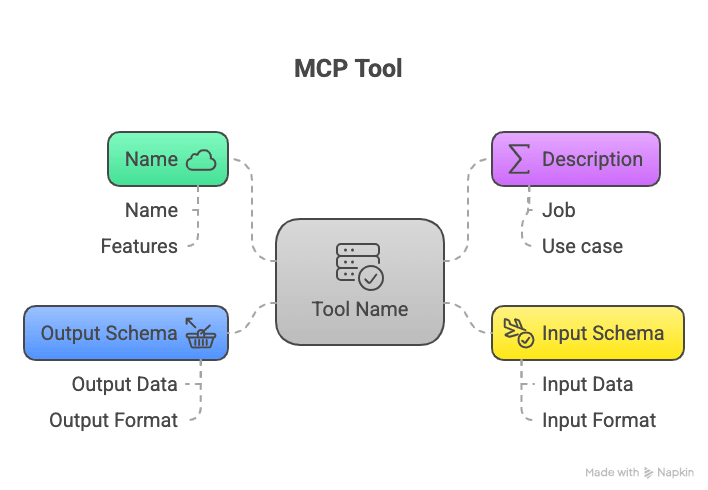 MCP Tool
Name
Name
Features
Description
Job
Use case
Tool Name
Output Schema
Output Data
Output Format
Input Schema
Input Data
Input Format
Made with Napkin